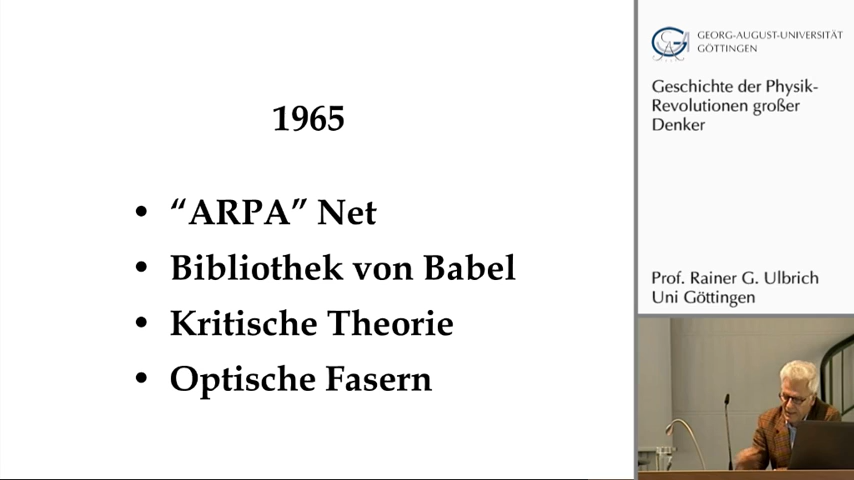 1965
• “ARPA” Net
• Bibliothek von Babel
• Kritische Theorie
• Optische Fasern
GEORG-AUGUST-UNIVERSITÄT
GÖTTINGEN
Geschichte der Physik-
Revolutionen großer
Denker
Prof. Rainer G. Ulbrich
Uni Göttingen